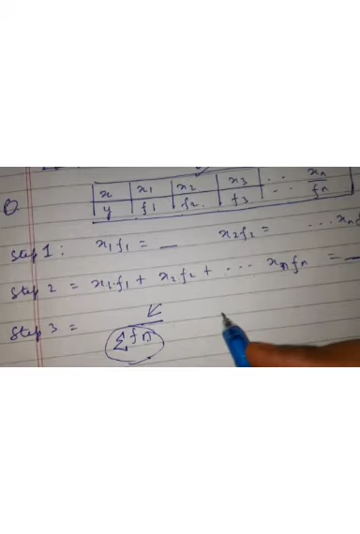 Q
x | x₁ | x₂ | x₃ | ... | xₙ
y | f₁ | f₂ | f₃ | ... | fₙ
Step 1 : x₁f₁ = __ x₂f₂ = ... xₙ
Step 2 = x₁f₁ + x₂f₂ + ... xₙfₙ = __
Step 3 =
Σ